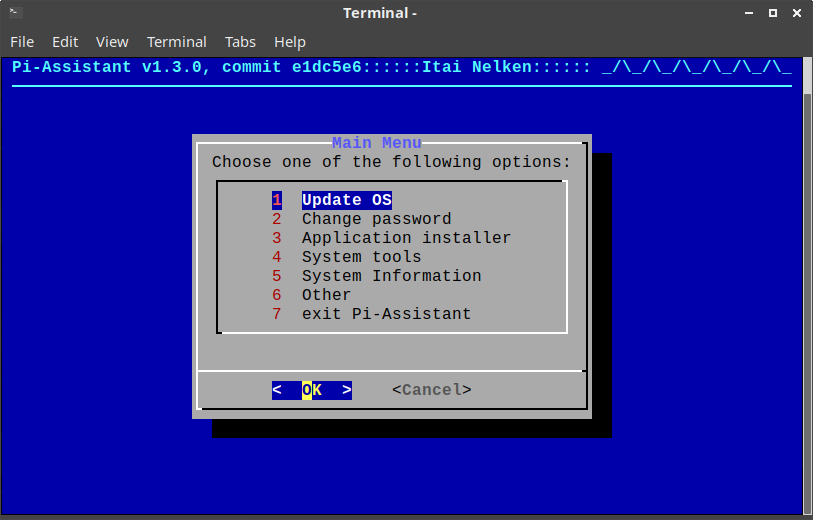 Terminal -
File Edit View Terminal Tabs Help
Pi-Assistant v1.3.0, commit e1dc5e6::::::Itai Nelken:::::: _/\_/\_/\_/\_/\_/\_
Main Menu
Choose one of the following options:
1 Update OS
2 Change password
3 Application installer
4 System tools
5 System Information
6 Other
7 exit Pi-Assistant
< OK > <Cancel>